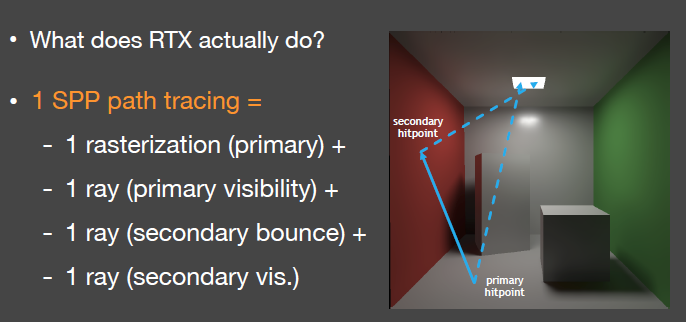 • What does RTX actually do?
• 1 SPP path tracing =
- 1 rasterization (primary) +
- 1 ray (primary visibility) +
- 1 ray (secondary bounce) +
- 1 ray (secondary vis.)
secondary
hitpoint
primary
hitpoint